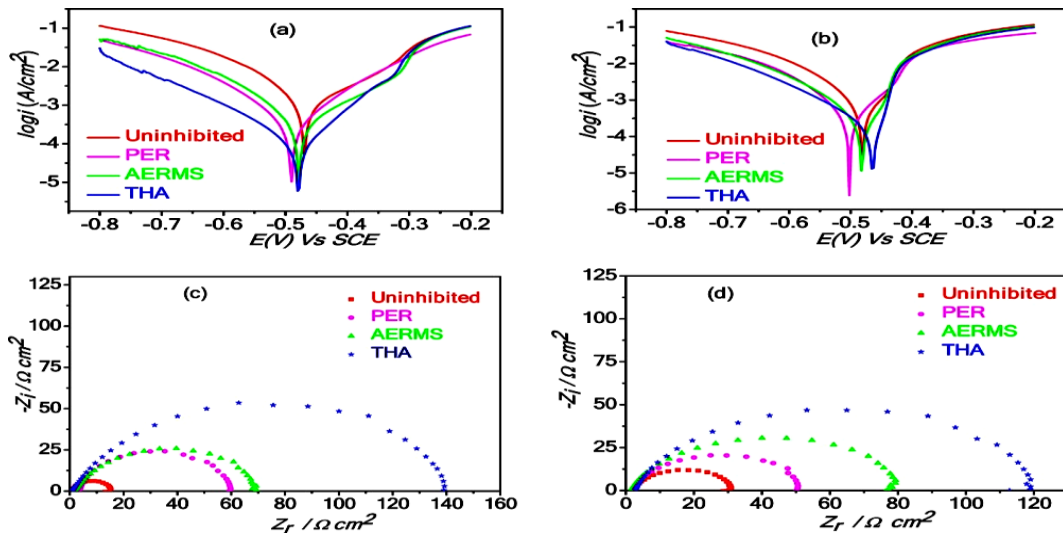 (a)
-1
-2
-3
-4
-5
logi (A/cm²)
Uninhibited
PER
AERMS
THA
-0.8 -0.7 -0.6 -0.5 -0.4 -0.3 -0.2
E(V) Vs SCE
(b)
-1
-2
-3
-4
-5
-6
logi (A/cm²)
Uninhibited
PER
AERMS
THA
-0.8 -0.7 -0.6 -0.5 -0.4 -0.3 -0.2
E(V) Vs SCE
(c)
125
100
75
50
25
0
-Zi / Ω cm²
Uninhibited
PER
AERMS
THA
0 20 40 60 80 100 120 140 160
Zr / Ω cm²
(d)
125
100
75
50
25
0
-Zi / Ω cm²
Uninhibited
PER
AERMS
THA
0 20 40 60 80 100 120
Zr / Ω cm²